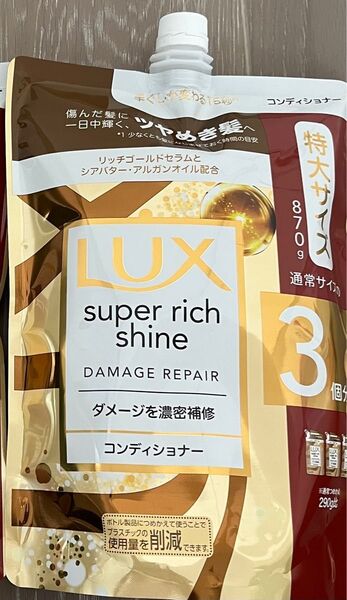 コンディショナー
傷んだ髪に
一日中輝く、
ツヤめき髪へ
リッチゴールドセラムと
シアバター・アルガンオイル配合
特大サイズ
870g
通常サイズの
3個分
LUX
super rich
shine
DAMAGE REPAIR
ダメージを濃密補修
コンディショナー
290g
ボトル製品につめかえて使うことで
プラスチックの
使用量を削減できます。